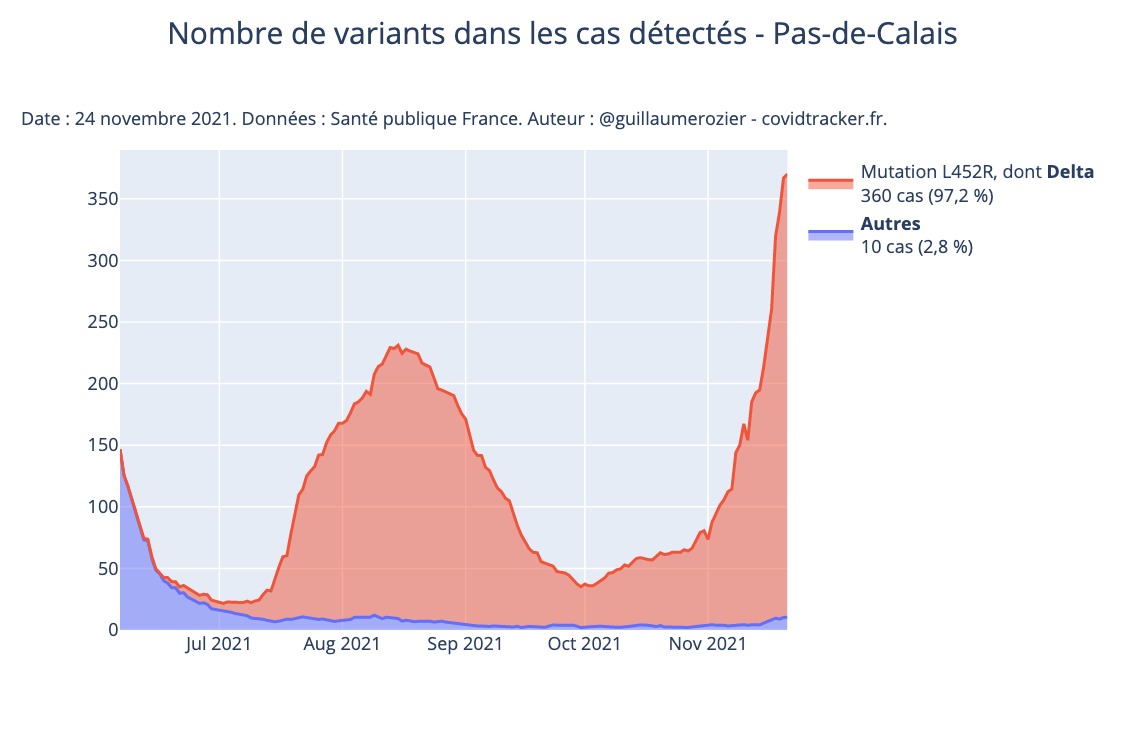 Nombre de variants dans les cas détectés - Pas-de-Calais
Date : 24 novembre 2021. Données : Santé publique France. Auteur : @guillaumerozier - covidtracker.fr.
Mutation L452R, dont Delta
360 cas (97,2 %)
Autres
10 cas (2,8 %)
350
300
250
200
150
100
50
0
Jul 2021
Aug 2021
Sep 2021
Oct 2021
Nov 2021